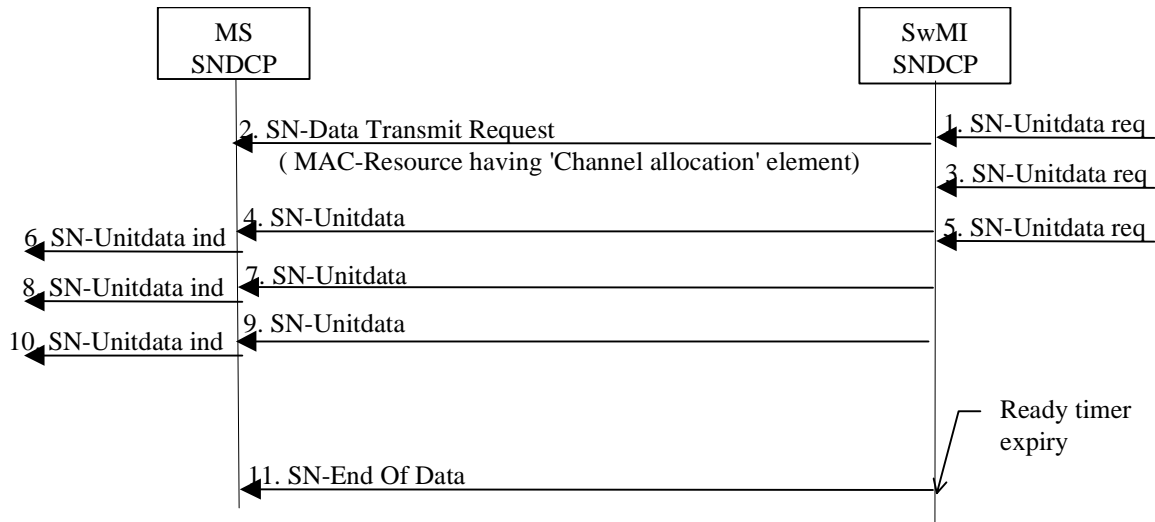 MS
SNDCP
SwMI
SNDCP
1. SN-Unitdata req
2. SN-Data Transmit Request
( MAC-Resource having 'Channel allocation' element)
3. SN-Unitdata req
4. SN-Unitdata
5. SN-Unitdata req
6. SN-Unitdata ind
7. SN-Unitdata
8. SN-Unitdata ind
9. SN-Unitdata
10. SN-Unitdata ind
Ready timer
expiry
11. SN-End Of Data